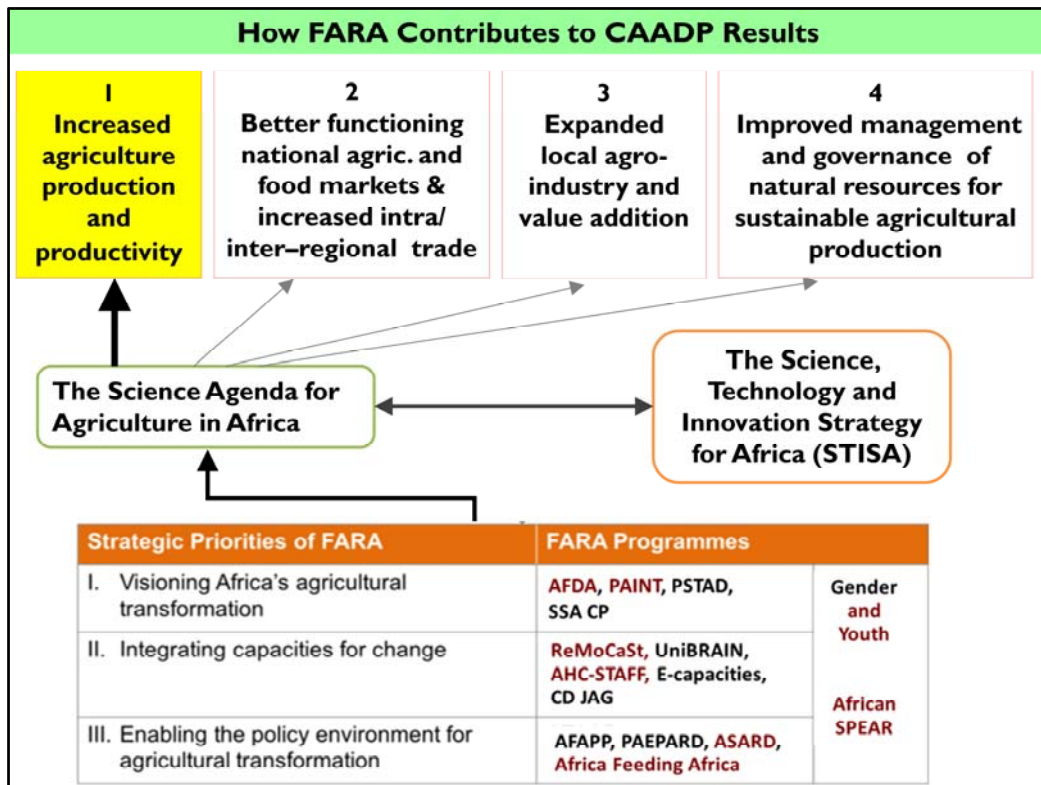 How FARA Contributes to CAADP Results
1
Increased
agriculture
production
and
productivity
2
Better functioning
national agric. and
food markets &
increased intra/
inter–regional trade
3
Expanded
local agro-
industry and
value addition
4
Improved management
and governance of
natural resources for
sustainable agricultural
production
The Science Agenda for
Agriculture in Africa
The Science,
Technology and
Innovation Strategy
for Africa (STISA)
Strategic Priorities of FARA
FARA Programmes
I. Visioning Africa's agricultural
transformation
AFDA, PAINT, PSTAD,
SSA CP
II. Integrating capacities for change
ReMoCaSt, UniBRAIN,
AHC-STAFF, E-capacities,
CD JAG
III. Enabling the policy environment for
agricultural transformation
AFAPP, PAEPARD, ASARD,
Africa Feeding Africa
Gender
and
Youth
African
SPEAR